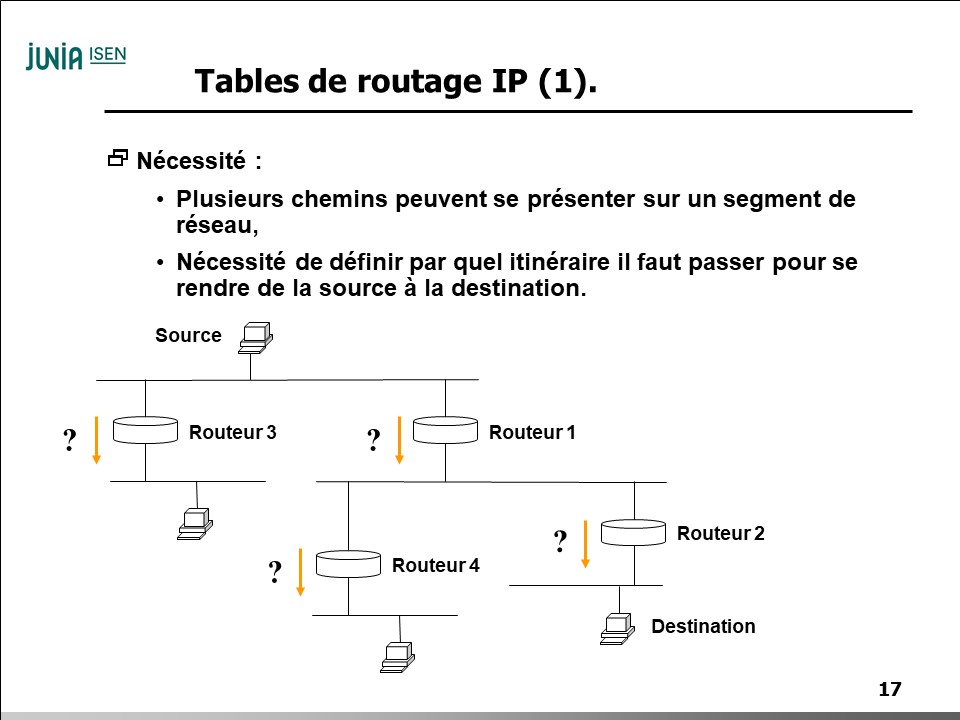 JUNIA ISEN
Tables de routage IP (1).
Nécessité :
• Plusieurs chemins peuvent se présenter sur un segment de
réseau,
• Nécessité de définir par quel itinéraire il faut passer pour se
rendre de la source à la destination.
Source
? Routeur 3
? Routeur 1
? Routeur 2
? Routeur 4
Destination
17